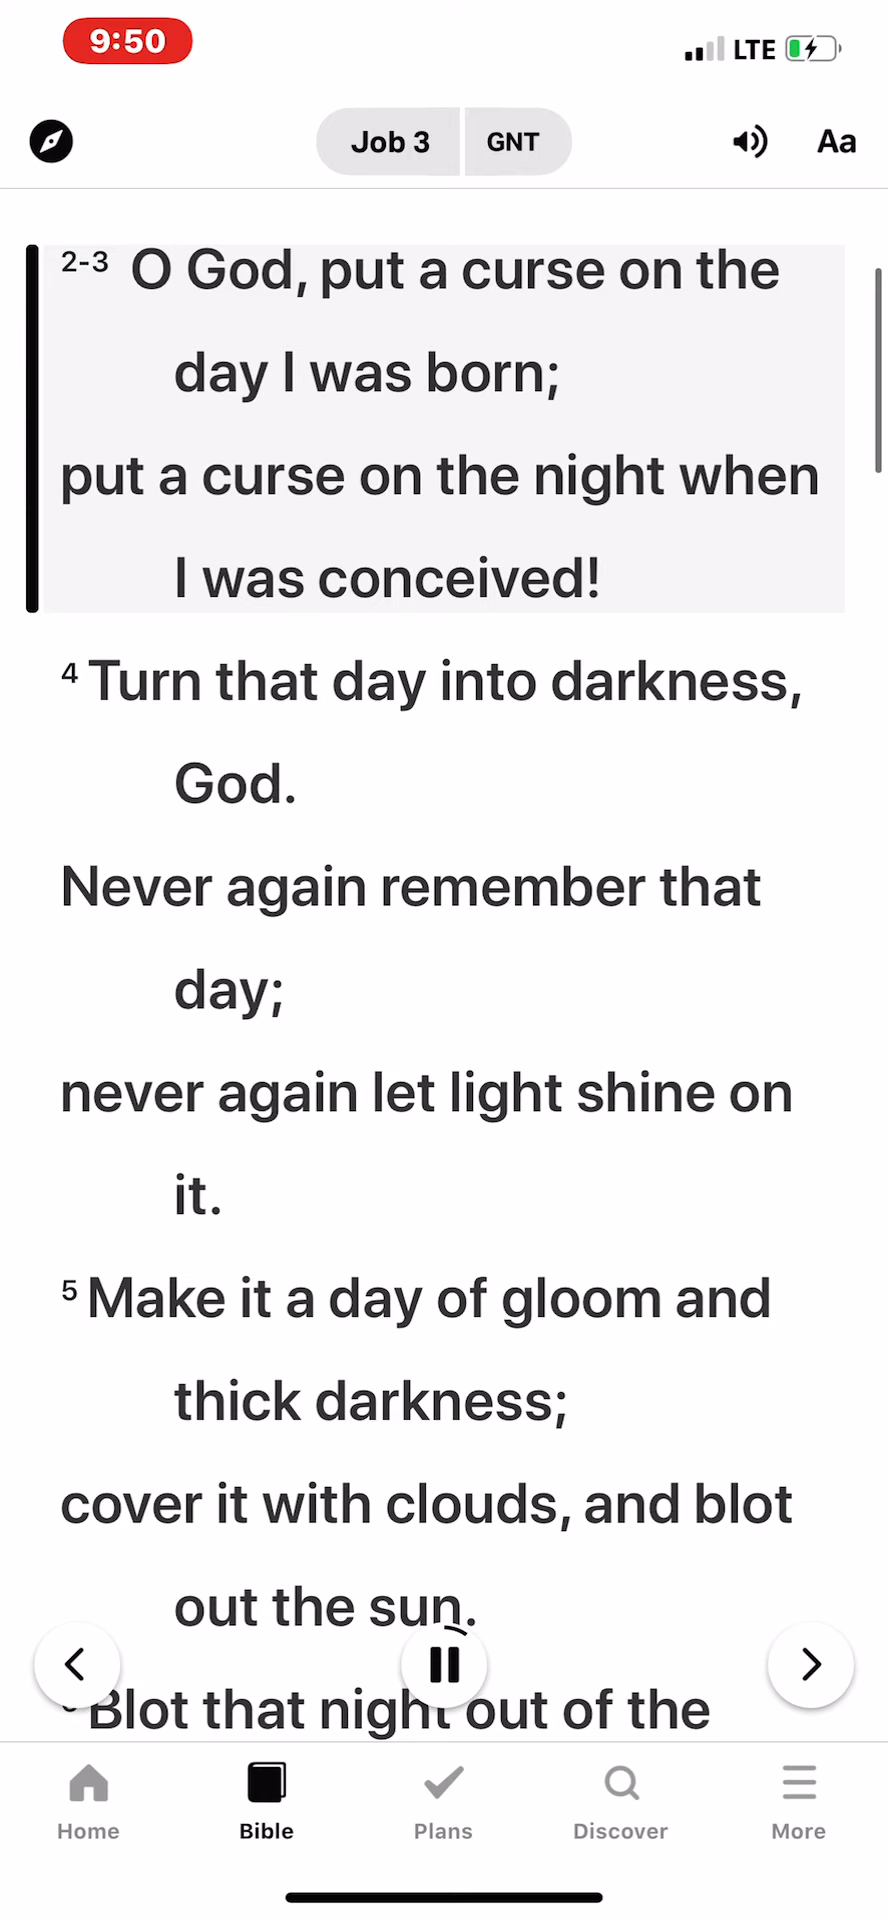 9:50
LTE
Job 3 GNT
Aa
2-3 O God, put a curse on the
day I was born;
put a curse on the night when
I was conceived!
4 Turn that day into darkness,
God.
Never again remember that
day;
never again let light shine on
it.
5 Make it a day of gloom and
thick darkness;
cover it with clouds, and blot
out the sun.
Blot that night out of the
Home Bible Plans Discover More